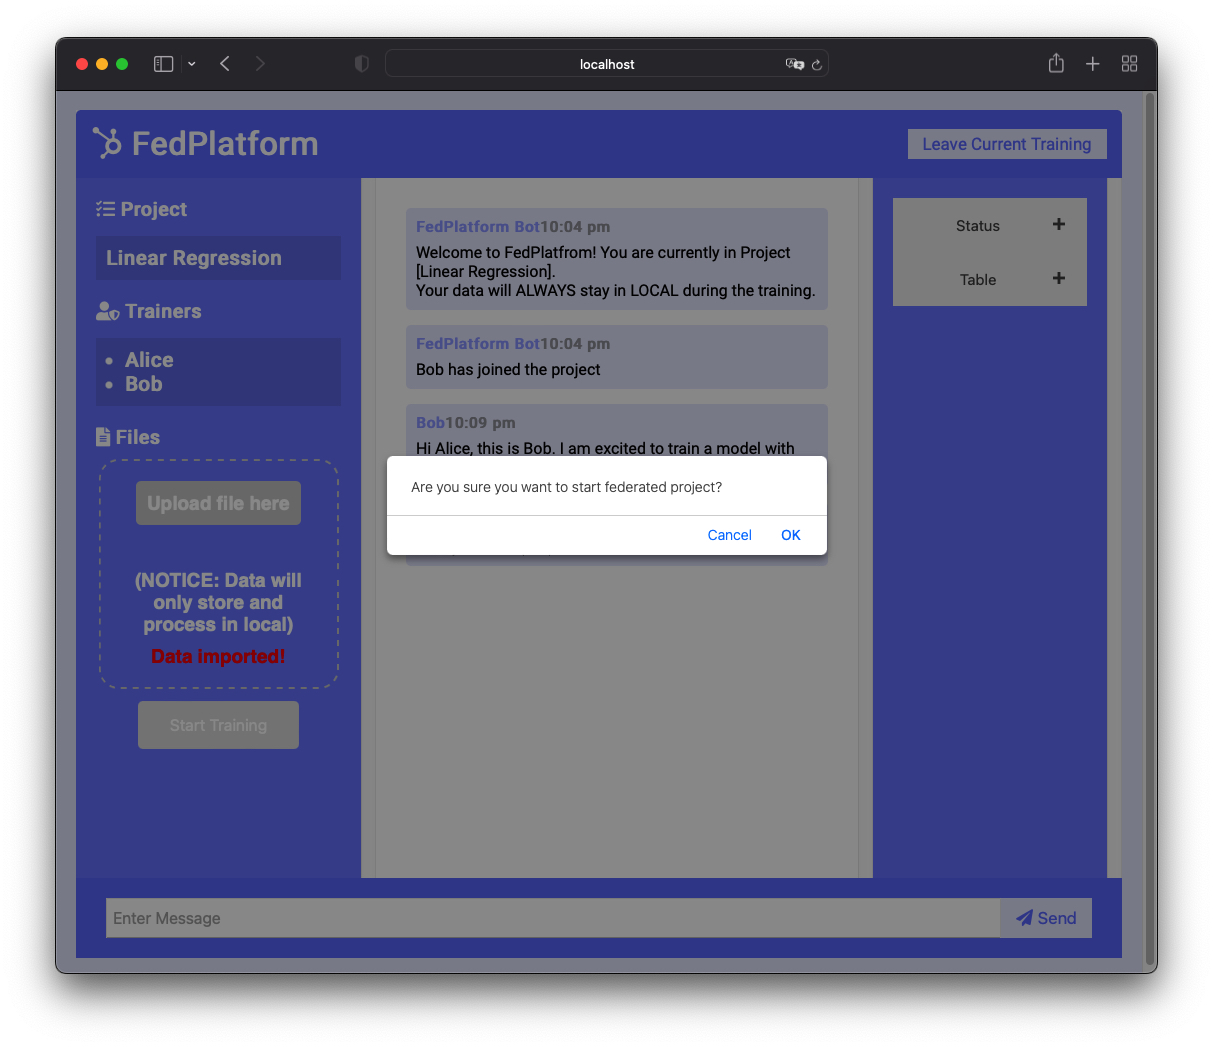 localhost
FedPlatform
Leave Current Training
Project
Linear Regression
Trainers
Alice
Bob
Files
Upload file here
(NOTICE: Data will
only store and
process in local)
Data imported!
Start Training
FedPlatform Bot10:04 pm
Welcome to FedPlatfrom! You are currently in Project
[Linear Regression].
Your data will ALWAYS stay in LOCAL during the training.
FedPlatform Bot10:04 pm
Bob has joined the project
Bob10:09 pm
Hi Alice, this is Bob. I am excited to train a model with
Are you sure you want to start federated project?
Cancel
OK
Status
Table
Enter Message
Send